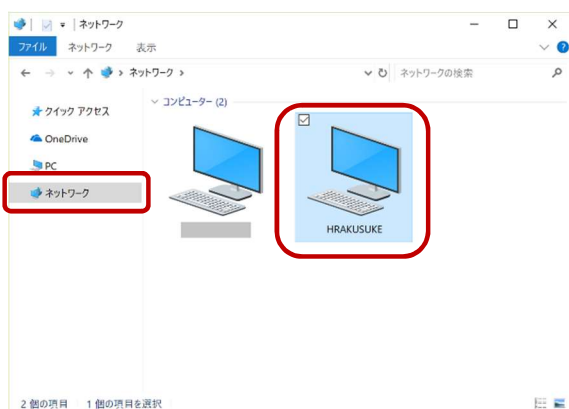 ネットワーク
ファイル ネットワーク 表示
ネットワーク ネットワークの検索
クイック アクセス
OneDrive
PC
ネットワーク
コンピューター (2)
HRAKUSUKE
2 個の項目 1 個の項目を選択